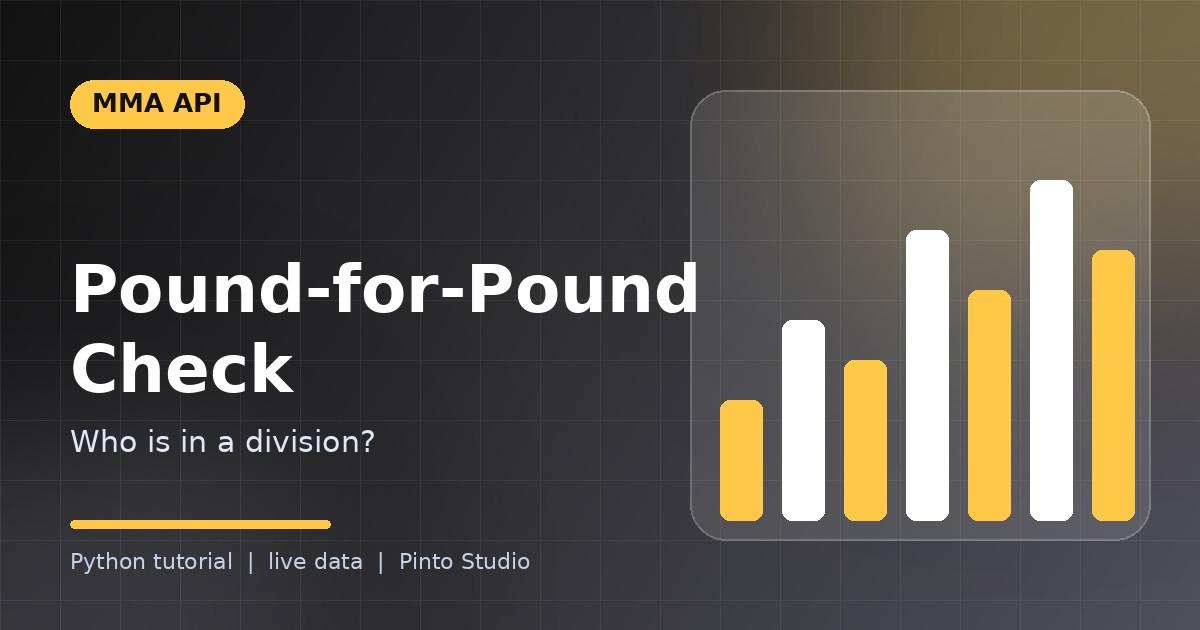 MMA API
Pound-for-Pound
Check
Who is in a division?
Python tutorial | live data | Pinto Studio